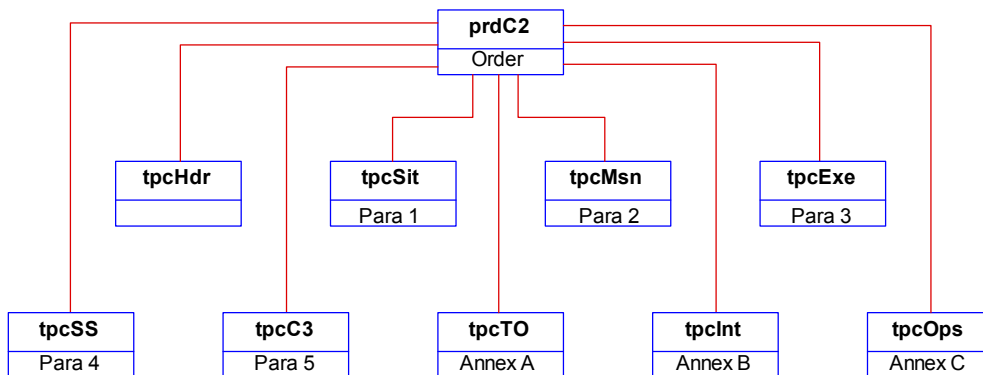 prdC2
Order
tpcHdr
tpcSit
Para 1
tpcMsn
Para 2
tpcExe
Para 3
tpcSS
Para 4
tpcC3
Para 5
tpcTO
Annex A
tpcInt
Annex B
tpcOps
Annex C